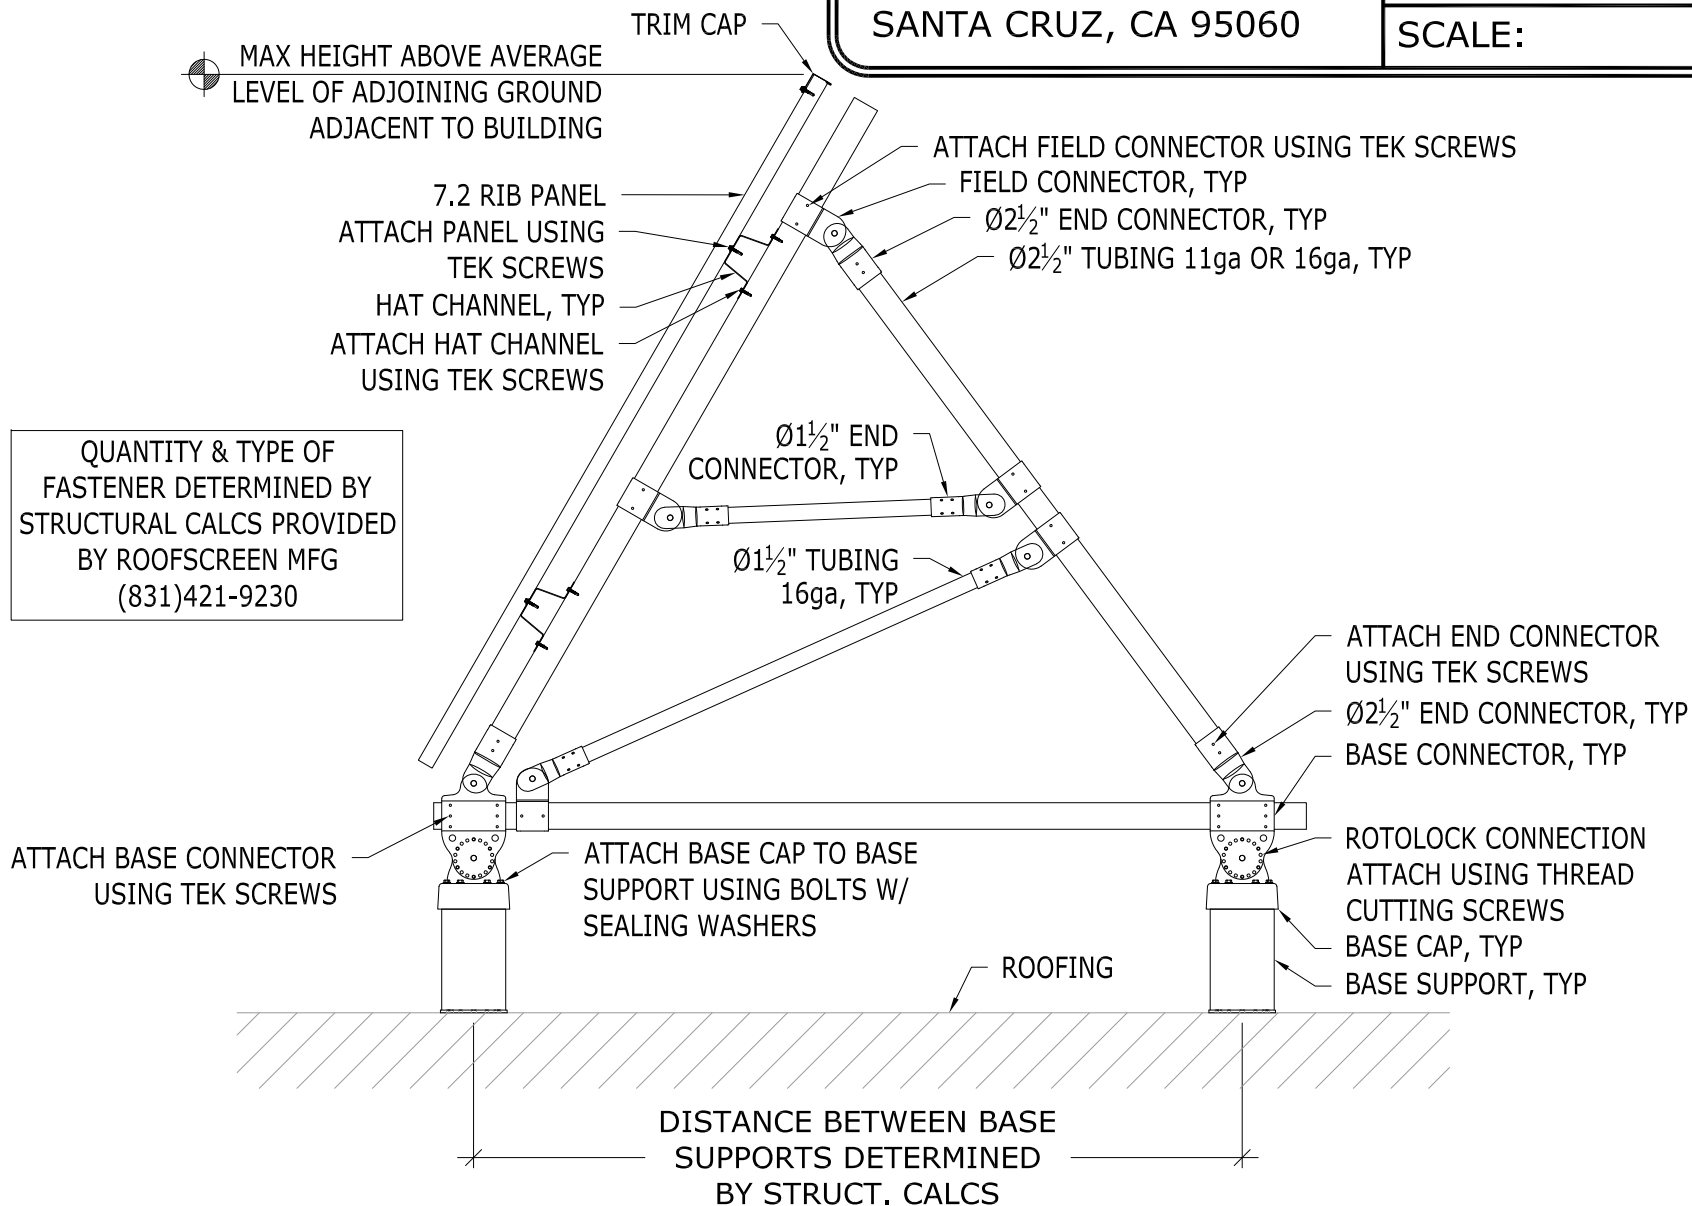 SANTA CRUZ, CA 95060
SCALE:
TRIM CAP
MAX HEIGHT ABOVE AVERAGE
LEVEL OF ADJOINING GROUND
ADJACENT TO BUILDING
7.2 RIB PANEL
ATTACH PANEL USING
TEK SCREWS
HAT CHANNEL, TYP
ATTACH HAT CHANNEL
USING TEK SCREWS
ATTACH FIELD CONNECTOR USING TEK SCREWS
FIELD CONNECTOR, TYP
Ø2½" END CONNECTOR, TYP
Ø2½" TUBING 11ga OR 16ga, TYP
QUANTITY & TYPE OF
FASTENER DETERMINED BY
STRUCTURAL CALCS PROVIDED
BY ROOFSCREEN MFG
(831)421-9230
Ø1½" END
CONNECTOR, TYP
Ø1½" TUBING
16ga, TYP
ATTACH END CONNECTOR
USING TEK SCREWS
Ø2½" END CONNECTOR, TYP
BASE CONNECTOR, TYP
ATTACH BASE CONNECTOR
USING TEK SCREWS
ATTACH BASE CAP TO BASE
SUPPORT USING BOLTS W/
SEALING WASHERS
ROTOLOCK CONNECTION
ATTACH USING THREAD
CUTTING SCREWS
BASE CAP, TYP
BASE SUPPORT, TYP
ROOFING
DISTANCE BETWEEN BASE
SUPPORTS DETERMINED
BY STRUCT. CALCS